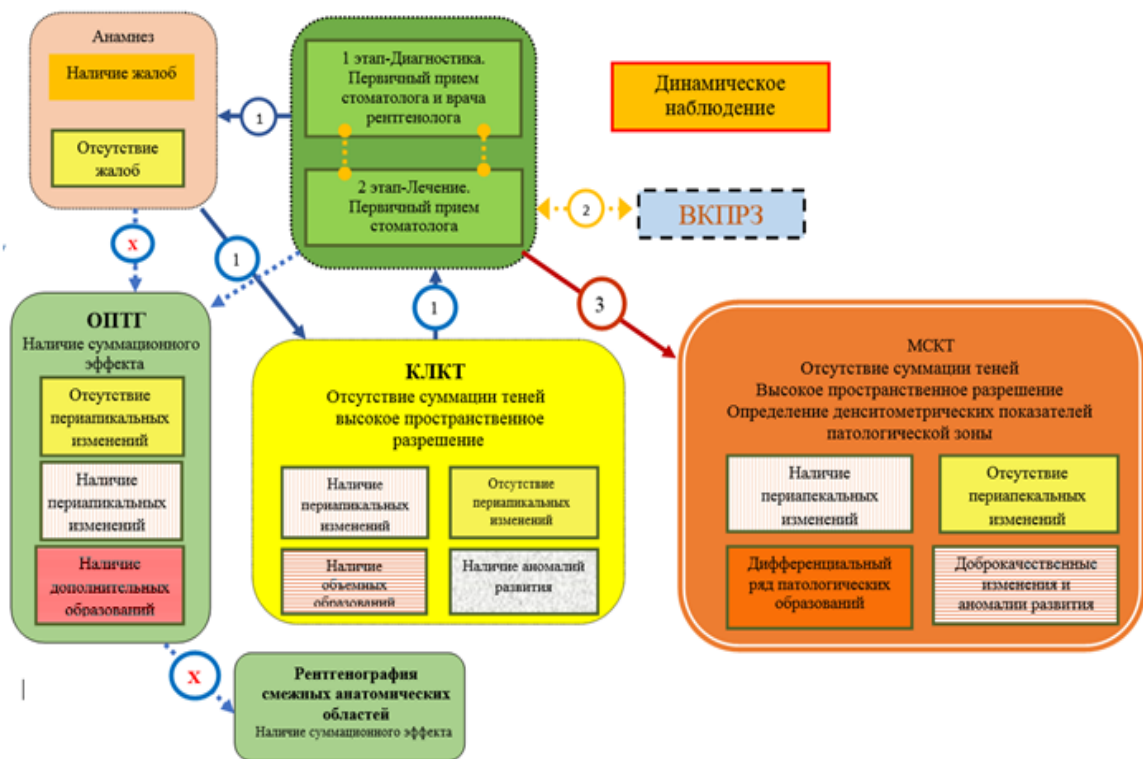 Анамнез
Наличие жалоб
Отсутствие
жалоб
1
1 этап-Диагностика.
Первичный прием
стоматолога и врача
рентгенолога
2 этап-Лечение.
Первичный прием
стоматолога
Динамическое
наблюдение
2
ВКПРЗ
X
1
1
3
ОПТГ
Наличие суммационного
эффекта
Отсутствие
периапикальных
изменений
Наличие
периапикальных
изменений
Наличие
дополнительных
образований
КЛКТ
Отсутствие суммации теней
высокое пространственное
разрешение
Наличие
периапикальных
изменений
Отсутствие
периапикальных
изменений
Наличие
объемных
образований
Наличие аномалий
развития
МСКТ
Отсутствие суммации теней
Высокое пространственное разрешение
Определение денситометрических показателей
патологической зоны
Наличие
периапекальных
изменений
Отсутствие
периапекальных
изменений
Дифференциальный
ряд патологических
образований
Доброкачественные
изменения и
аномалии развития
X
Рентгенография
смежных анатомических
областей
Наличие суммационного эффекта